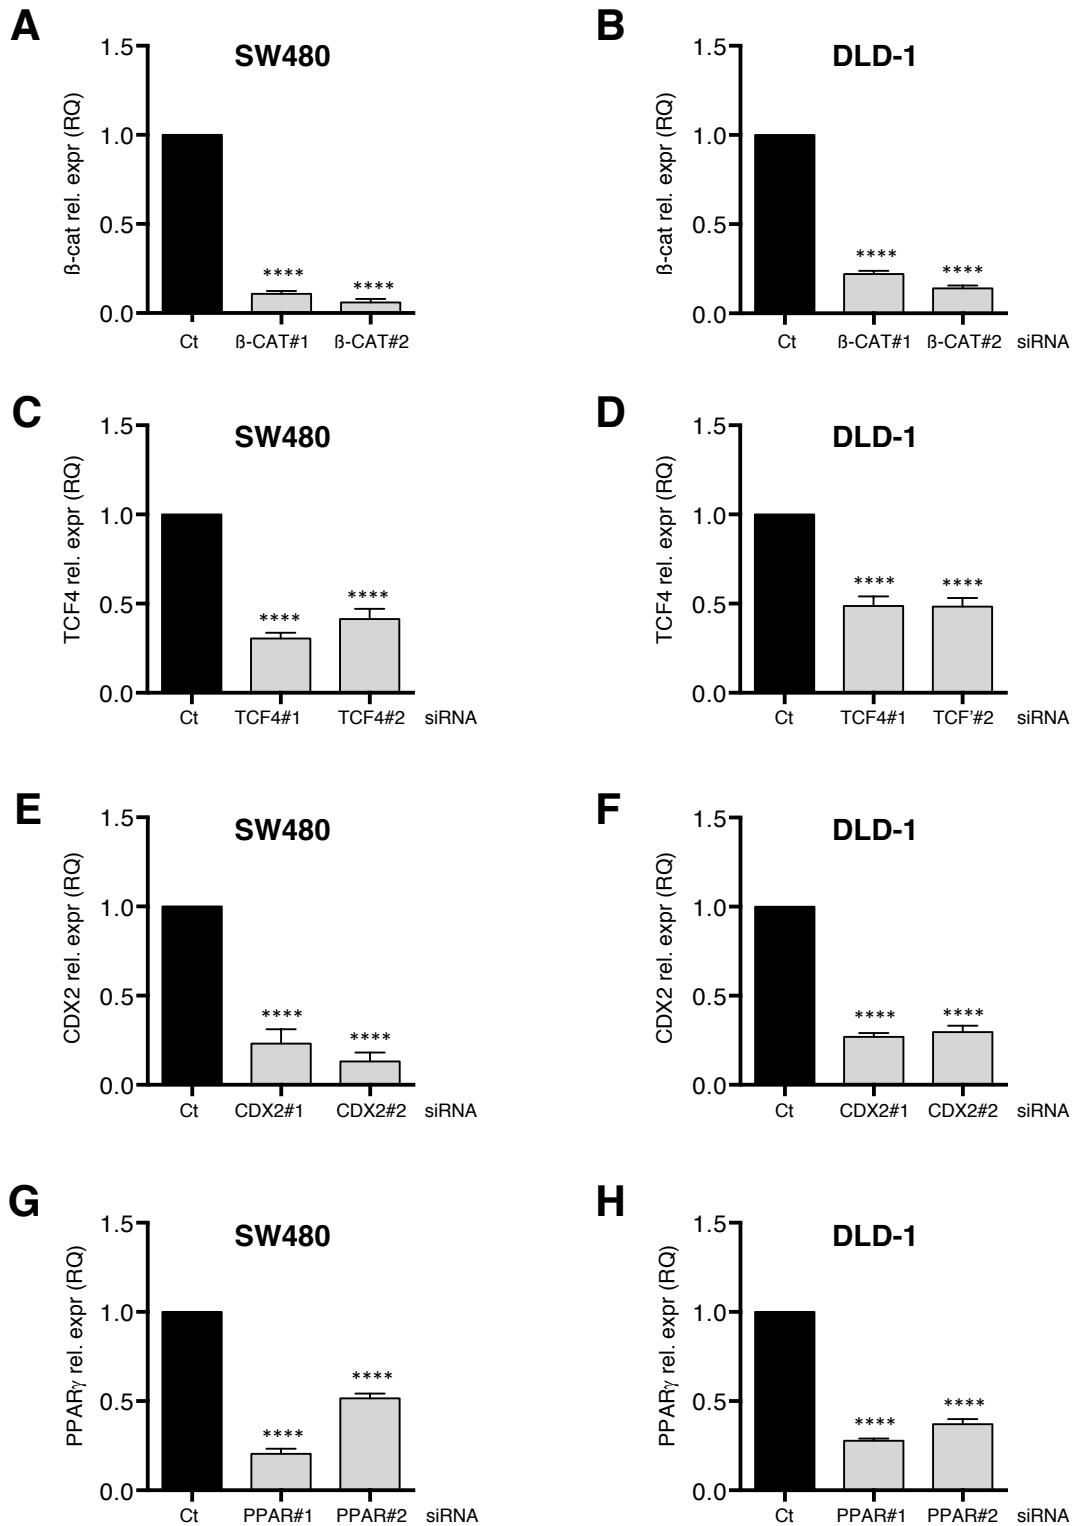 A
SW480
ß-cat rel. expr (RQ)
1.5
1.0
0.5
0.0
****
****
Ct ß-CAT#1 ß-CAT#2
B
DLD-1
ß-cat rel. expr (RQ)
1.5
1.0
0.5
0.0
****
****
Ct ß-CAT#1 ß-CAT#2 siRNA
C
SW480
TCF4 rel. expr (RQ)
1.5
1.0
0.5
0.0
****
****
Ct TCF4#1 TCF4#2 siRNA
D
DLD-1
TCF4 rel. expr (RQ)
1.5
1.0
0.5
0.0
****
****
Ct TCF4#1 TCF'#2 siRNA
E
SW480
CDX2 rel. expr (RQ)
1.5
1.0
0.5
0.0
****
****
Ct CDX2#1 CDX2#2 siRNA
F
DLD-1
CDX2 rel. expr (RQ)
1.5
1.0
0.5
0.0
****
****
Ct CDX2#1 CDX2#2 siRNA
G
SW480
PPARγ rel. expr (RQ)
1.5
1.0
0.5
0.0
****
****
Ct PPAR#1 PPAR#2 siRNA
H
DLD-1
PPARγ rel. expr (RQ)
1.5
1.0
0.5
0.0
****
****
Ct PPAR#1 PPAR#2 siRNA